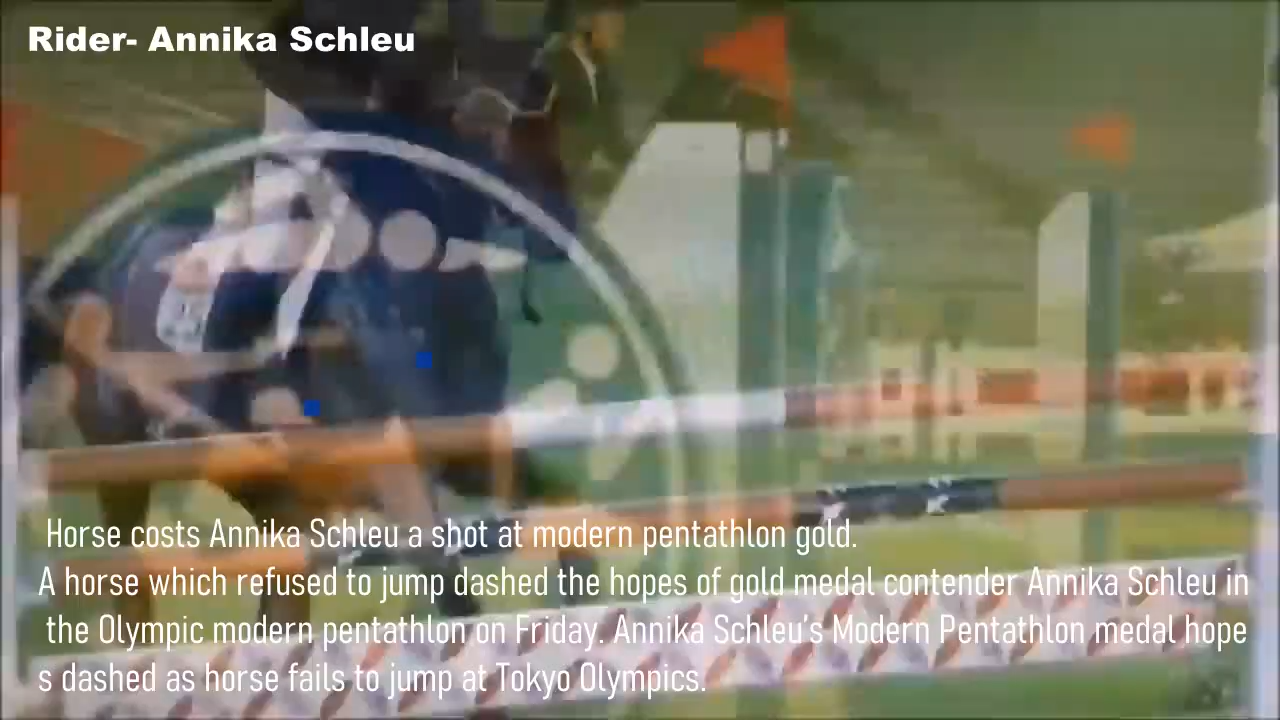 Rider- Annika Schleu
Horse costs Annika Schleu a shot at modern pentathlon gold.
A horse which refused to jump dashed the hopes of gold medal contender Annika Schleu in
the Olympic modern pentathlon on Friday. Annika Schleu's Modern Pentathlon medal hope
s dashed as horse fails to jump at Tokyo Olympics.